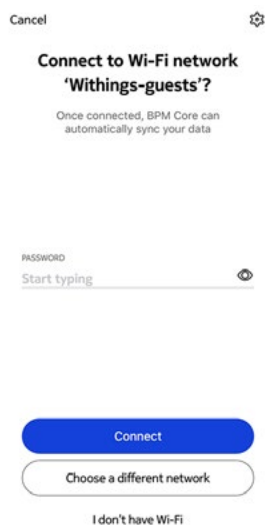 Cancel
Connect to Wi-Fi network
‘Withings-guests’?
Once connected, BPM Core can
automatically sync your data
PASSWORD
Start typing
Connect
Choose a different network
I don't have Wi-Fi